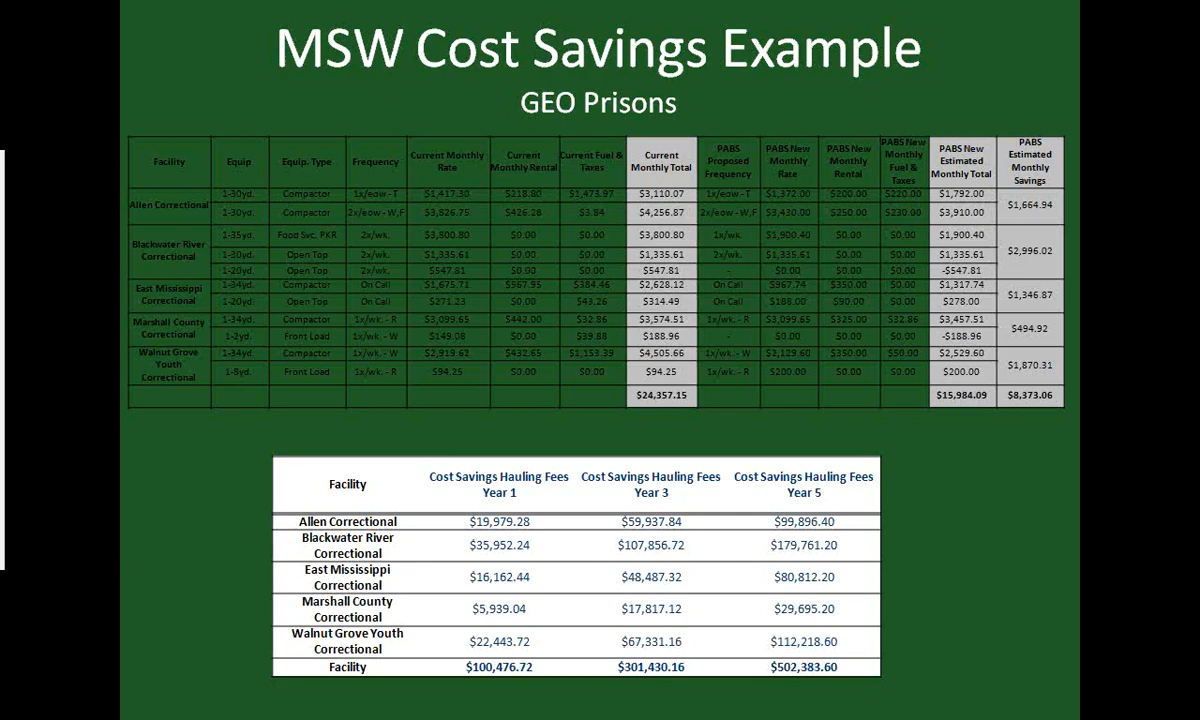 MSW Cost Savings Example
GEO Prisons
Facility Equip Equip. Type Frequency Current Monthly Rate Current Monthly Rental Current Fuel & Taxes Current Monthly Total PABS Proposed Frequency PABS New Monthly Rate PABS New Monthly Rental PABS New Monthly Fuel & Taxes PABS New Estimated Monthly Total PABS Estimated Monthly Savings
Allen Correctional 1-30yd. Compactor 1x/eow - T $1,417.30 $218.80 $1,473.97 $3,110.07 1x/eow - T $1,372.00 $200.00 $220.00 $1,792.00 $1,664.94
1-30yd. Compactor 2x/eow - W,F $3,826.75 $426.28 $3.84 $4,256.87 2x/eow - W,F $3,430.00 $250.00 $230.00 $3,910.00
Blackwater River Correctional 1-35yd. Food Svc. PKR 2x/wk. $3,800.80 $0.00 $0.00 $3,800.80 1x/wk. $1,900.40 $0.00 $0.00 $1,900.40 $2,996.02
1-30yd. Open Top 2x/wk. $1,335.61 $0.00 $0.00 $1,335.61 2x/wk. $1,335.61 $0.00 $0.00 $1,335.61
1-20yd. Open Top 2x/wk. $547.81 $0.00 $0.00 $547.81 - $0.00 $0.00 $0.00 -$547.81
East Mississippi Correctional 1-34yd. Compactor On Call $1,675.71 $567.95 $384.46 $2,628.12 On Call $967.74 $350.00 $0.00 $1,317.74 $1,346.87
1-20yd. Open Top On Call $271.23 $0.00 $43.26 $314.49 On Call $188.00 $90.00 $0.00 $278.00
Marshall County Correctional 1-34yd. Compactor 1x/wk. - R $3,099.65 $442.00 $32.86 $3,574.51 1x/wk. - R $3,099.65 $325.00 $32.86 $3,457.51 $494.92
1-2yd. Front Load 1x/wk. - W $149.08 $0.00 $39.88 $188.96 - $0.00 $0.00 $0.00 -$188.96
Walnut Grove Youth Correctional 1-34yd. Compactor 1x/wk. - W $2,919.62 $432.65 $1,153.39 $4,505.66 1x/wk. - W $2,129.60 $350.00 $50.00 $2,529.60 $1,870.31
1-8yd. Front Load 1x/wk. - R $94.25 $0.00 $0.00 $94.25 1x/wk. - R $200.00 $0.00 $0.00 $200.00
$24,357.15 $15,984.09 $8,373.06
Facility Cost Savings Hauling Fees Year 1 Cost Savings Hauling Fees Year 3 Cost Savings Hauling Fees Year 5
Allen Correctional $19,979.28 $59,937.84 $99,896.40
Blackwater River Correctional $35,952.24 $107,856.72 $179,761.20
East Mississippi Correctional $16,162.44 $48,487.32 $80,812.20
Marshall County Correctional $5,939.04 $17,817.12 $29,695.20
Walnut Grove Youth Correctional $22,443.72 $67,331.16 $112,218.60
Facility $100,476.72 $301,430.16 $502,383.60